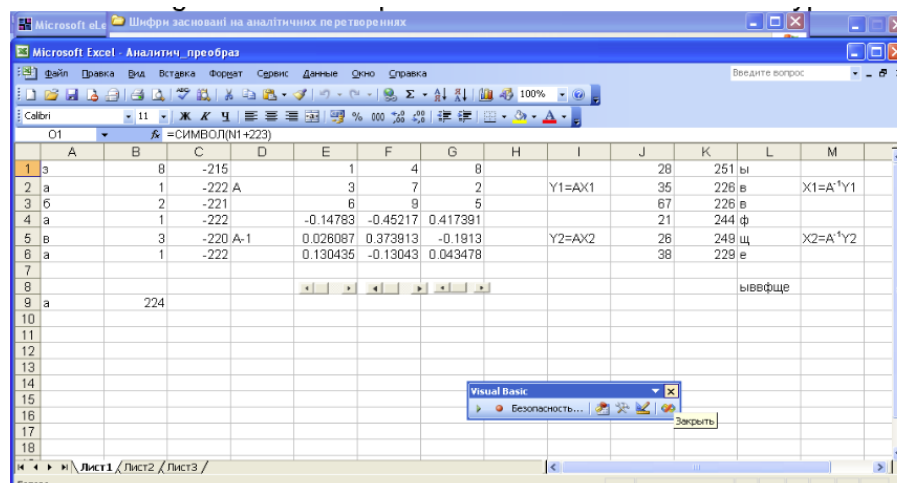 Microsoft eL.e Шифри засновані на аналітичних перетвореннях
Microsoft Excel - Аналитич_преобраз
Файл Правка Вид Вставка Формат Сервис Данные Окно Справка Введите вопрос
100%
Calibri 11 Ж К Ч % 000
O1 fx =СИМВОЛ(N1+223)
A B C D E F G H I J K L M
1 з 8 -215 1 4 8 28 251 ы
2 а 1 -222 А 3 7 2 Y1=AX1 35 226 в X1=A-1Y1
3 б 2 -221 6 9 5 67 226 в
4 а 1 -222 -0.14783 -0.45217 0.417391 21 244 ф
5 в 3 -220 А-1 0.026087 0.373913 -0.1913 Y2=AX2 26 249 щ X2=A-1Y2
6 а 1 -222 0.130435 -0.13043 0.043478 38 229 е
7
8 ыввфще
9 а 224
10
11
12
13
14
Visual Basic
15
Безопасность...
16
Закрыть
17
18
Лист1 Лист2 Лист3